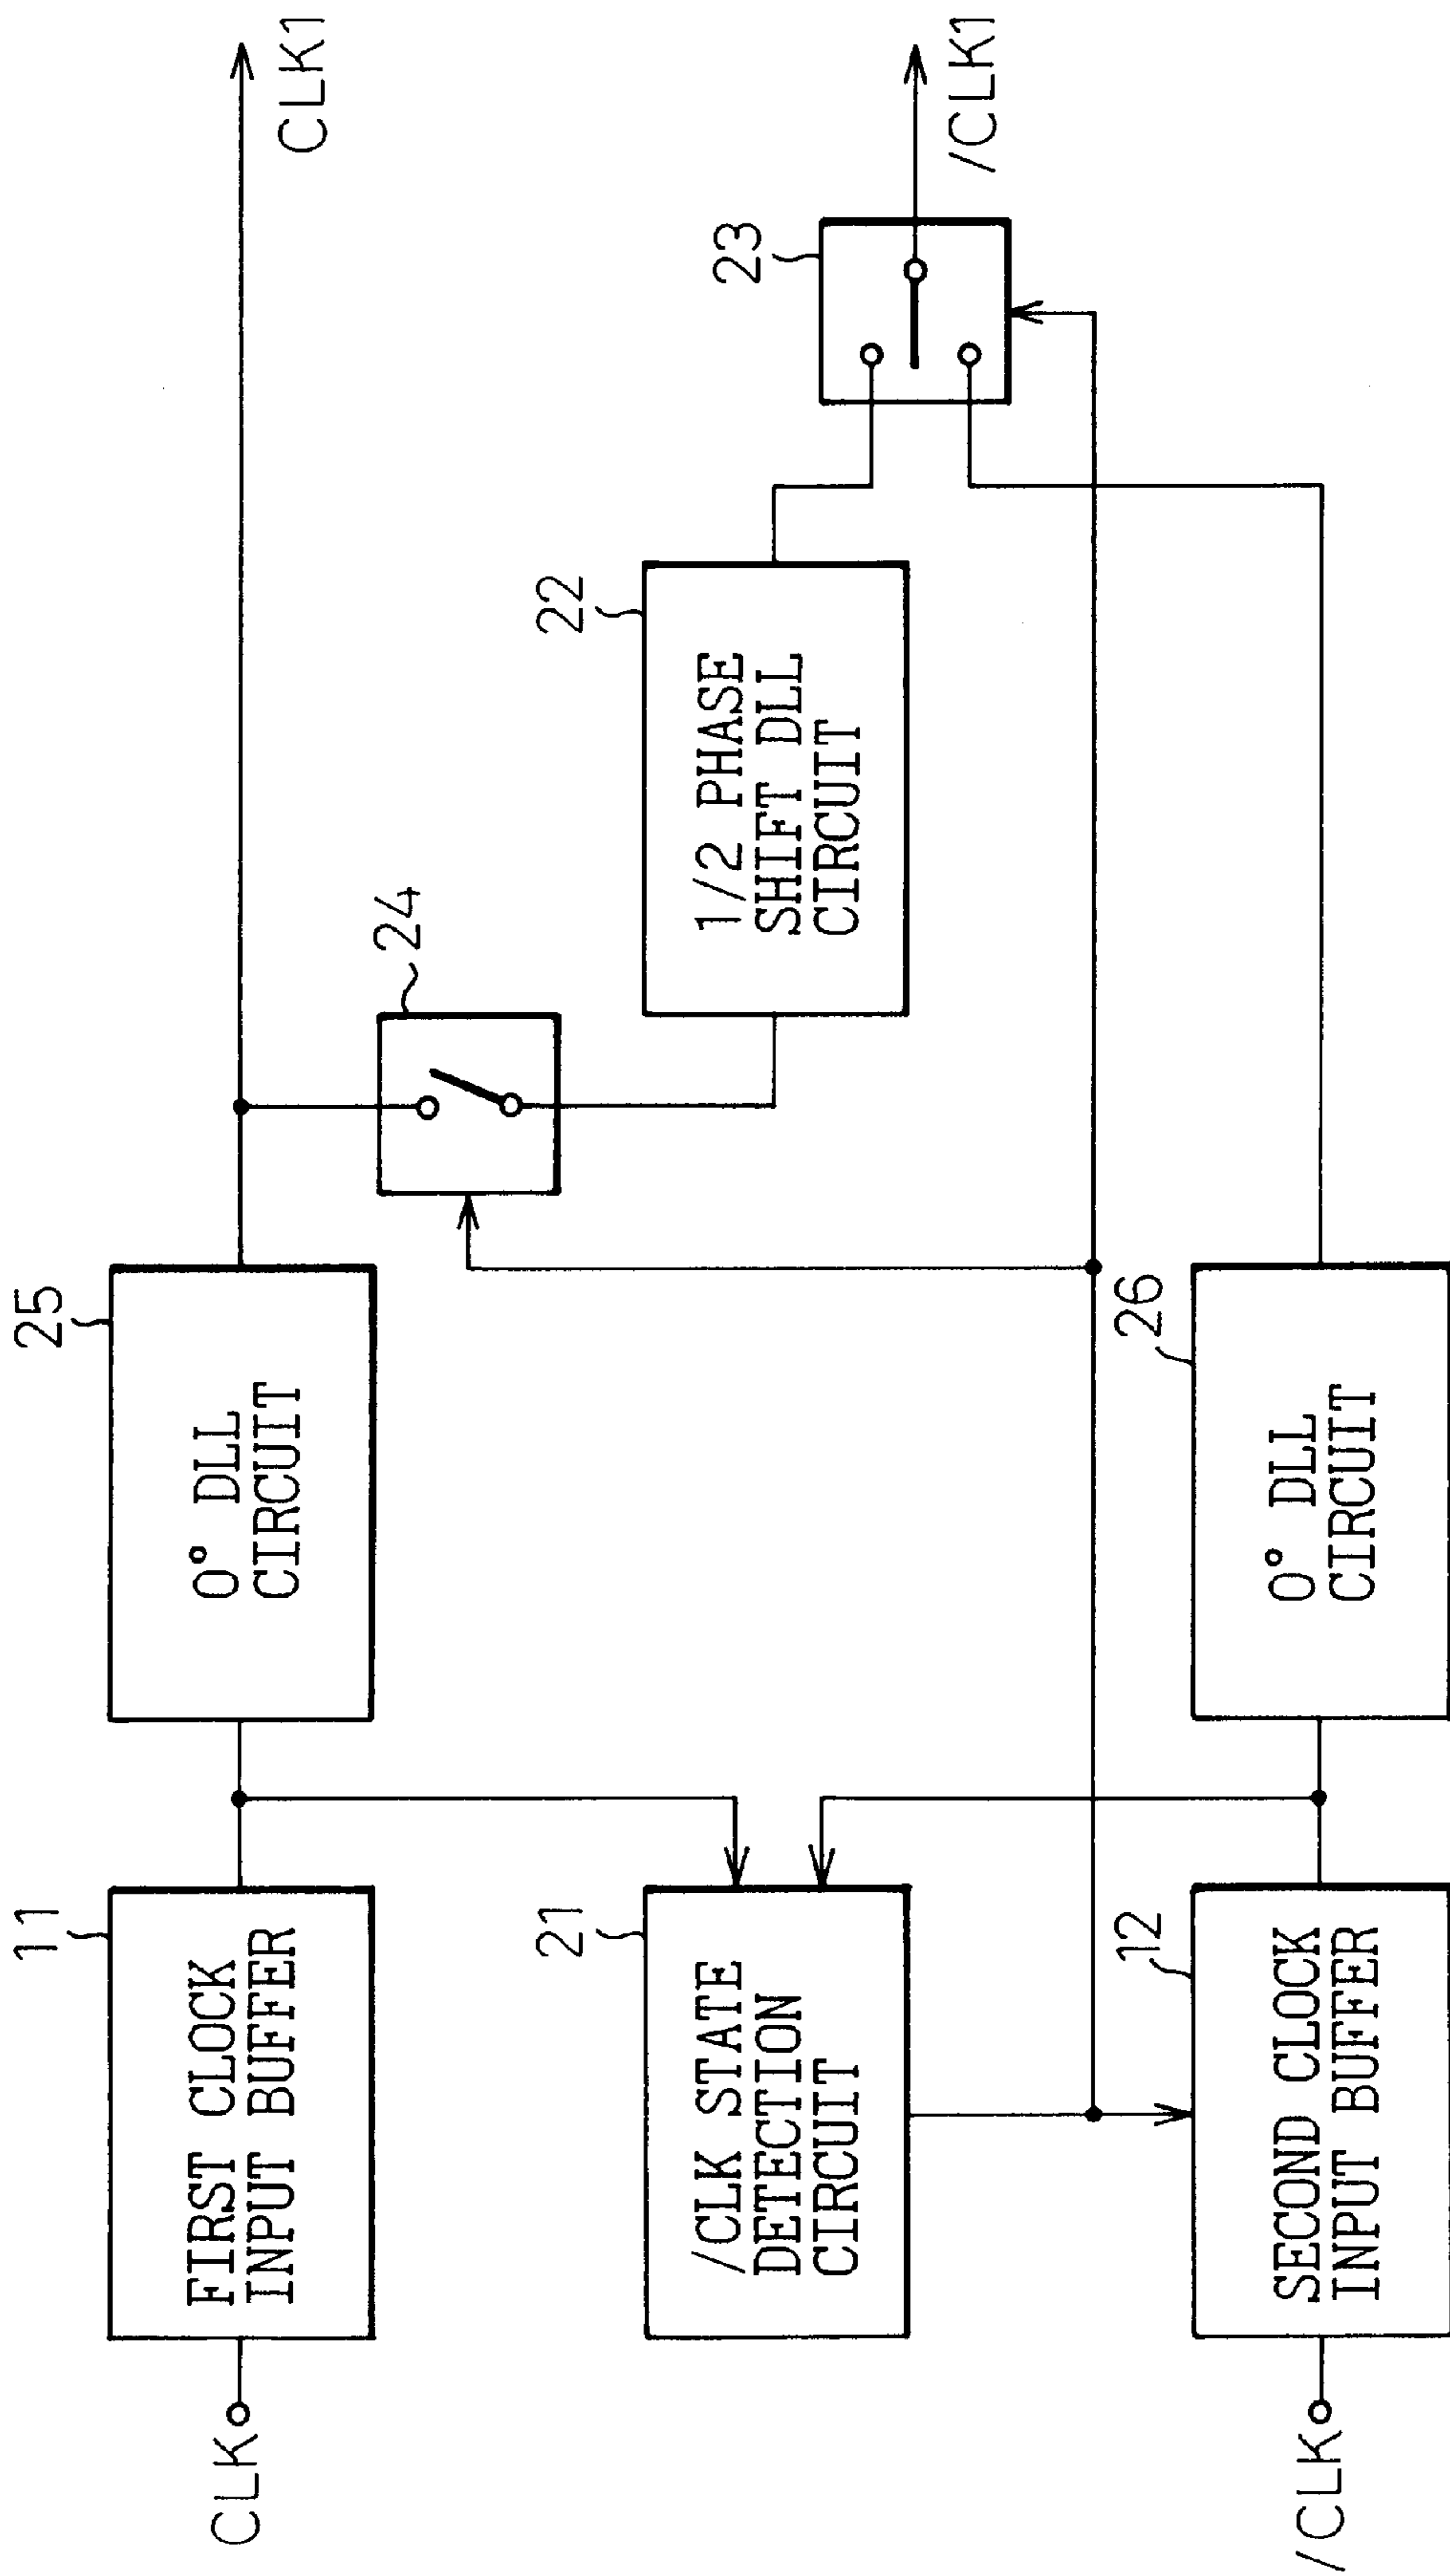 CLK
11
FIRST CLOCK
INPUT BUFFER
25
0° DLL
CIRCUIT
CLK1
24
21
/CLK STATE
DETECTION
CIRCUIT
22
1/2 PHASE
SHIFT DLL
CIRCUIT
23
/CLK1
/CLK
12
SECOND CLOCK
INPUT BUFFER
26
0° DLL
CIRCUIT